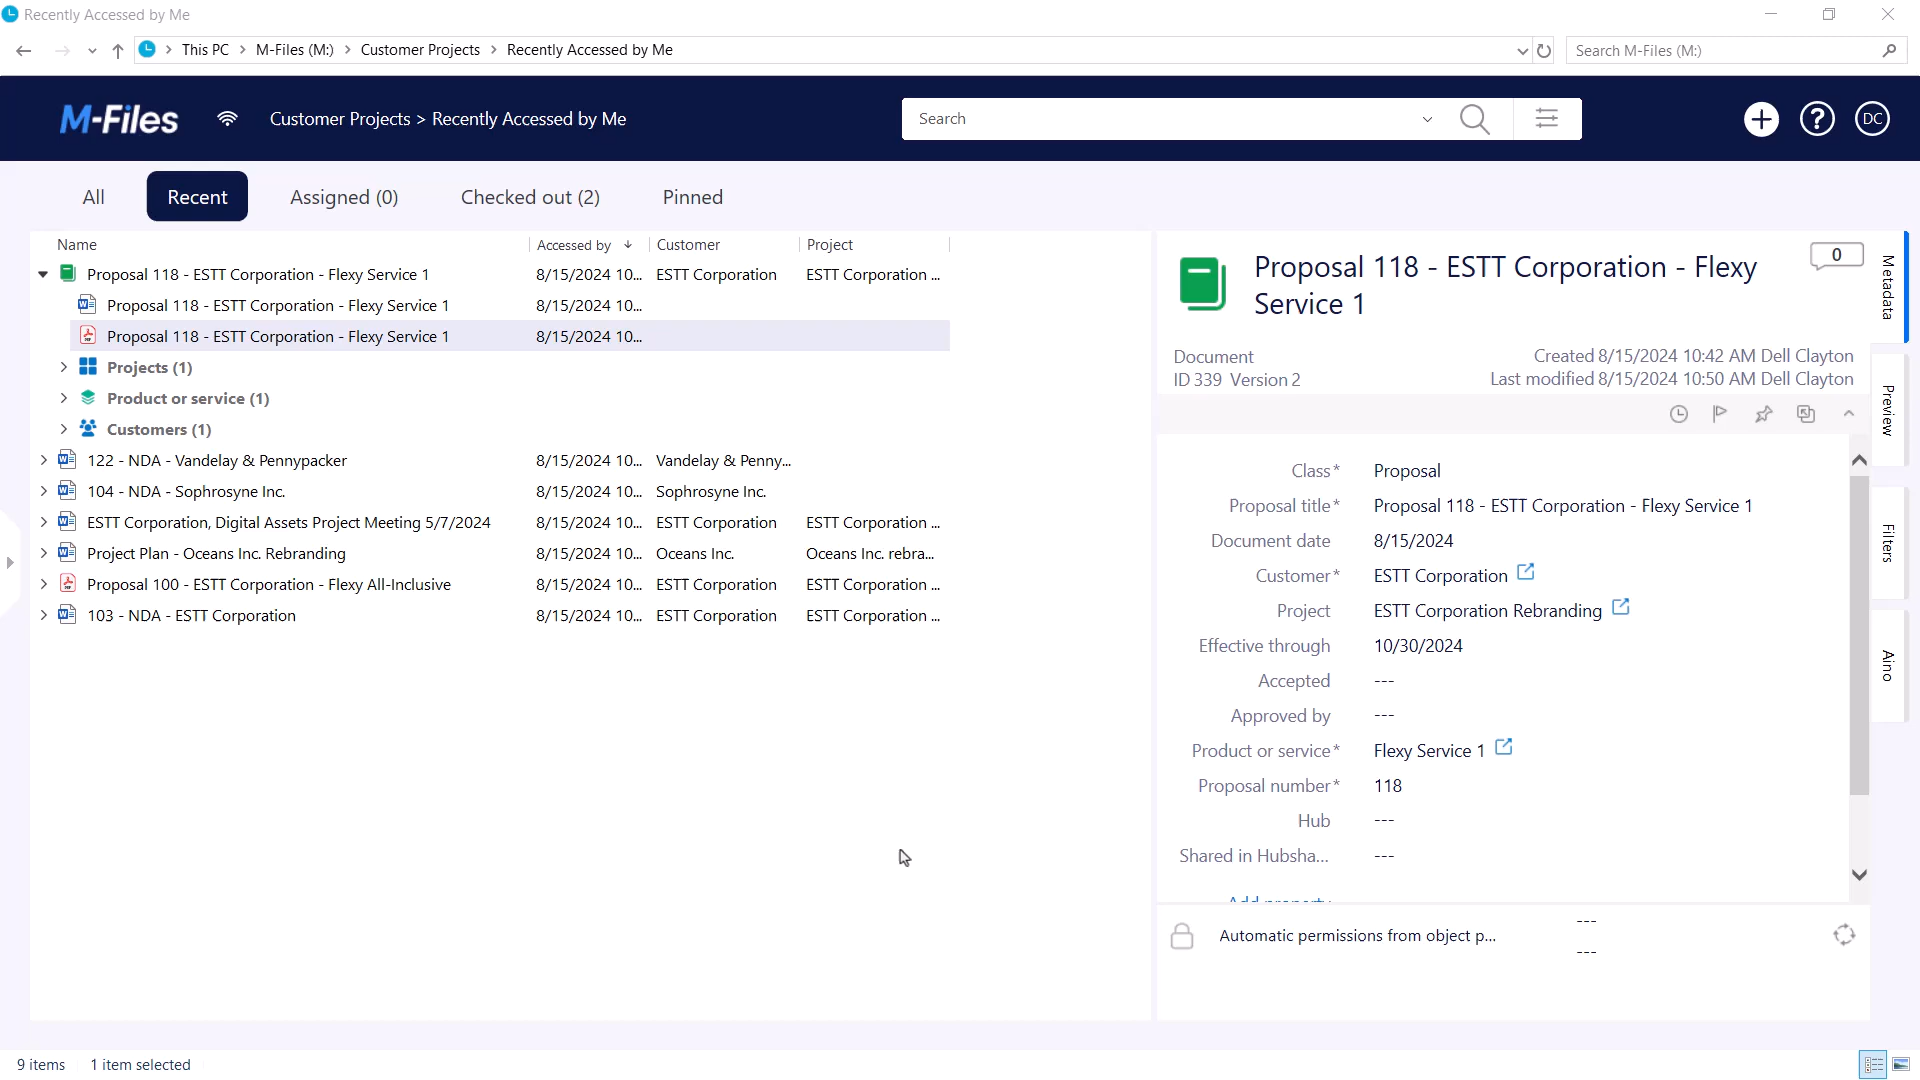 Recently Accessed by Me
This PC > M-Files (M:) > Customer Projects > Recently Accessed by Me
Search M-Files (M:)
M-Files
Customer Projects > Recently Accessed by Me
Search
DC
All
Recent
Assigned (0)
Checked out (2)
Pinned
Name Accessed by Customer Project
Proposal 118 - ESTT Corporation - Flexy Service 1 8/15/2024 10... ESTT Corporation ESTT Corporation ...
Proposal 118 - ESTT Corporation - Flexy Service 1 8/15/2024 10...
Proposal 118 - ESTT Corporation - Flexy Service 1 8/15/2024 10...
Projects (1)
Product or service (1)
Customers (1)
122 - NDA - Vandelay & Pennypacker 8/15/2024 10... Vandelay & Penny...
104 - NDA - Sophrosyne Inc. 8/15/2024 10... Sophrosyne Inc.
ESTT Corporation, Digital Assets Project Meeting 5/7/2024 8/15/2024 10... ESTT Corporation ESTT Corporation ...
Project Plan - Oceans Inc. Rebranding 8/15/2024 10... Oceans Inc. Oceans Inc. rebra...
Proposal 100 - ESTT Corporation - Flexy All-Inclusive 8/15/2024 10... ESTT Corporation ESTT Corporation ...
103 - NDA - ESTT Corporation 8/15/2024 10... ESTT Corporation ESTT Corporation ...
Proposal 118 - ESTT Corporation - Flexy
Service 1
0
Document
Created 8/15/2024 10:42 AM Dell Clayton
ID 339 Version 2
Last modified 8/15/2024 10:50 AM Dell Clayton
Class* Proposal
Proposal title* Proposal 118 - ESTT Corporation - Flexy Service 1
Document date 8/15/2024
Customer* ESTT Corporation
Project ESTT Corporation Rebranding
Effective through 10/30/2024
Accepted ---
Approved by ---
Product or service* Flexy Service 1
Proposal number* 118
Hub ---
Shared in Hubsha... ---
Add property
Automatic permissions from object p...
---
---
Metadata
Preview
Filters
Aino
9 items 1 item selected